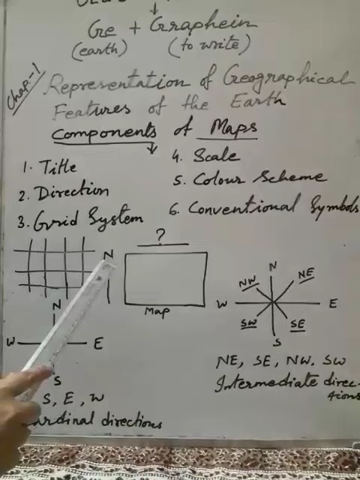 Ge + Graphein
(earth) (to write)
Chap-1
Representation of Geographical
Features of the Earth
Components of Maps
1. Title
2. Direction
3. Grid System
4. Scale
5. Colour Scheme
6. Conventional Symbols
N
?
Map
N
W E
S
S, E, W
N
NW NE
W E
SW SE
S
NE, SE, NW, SW
Intermediate direc
tions
directions